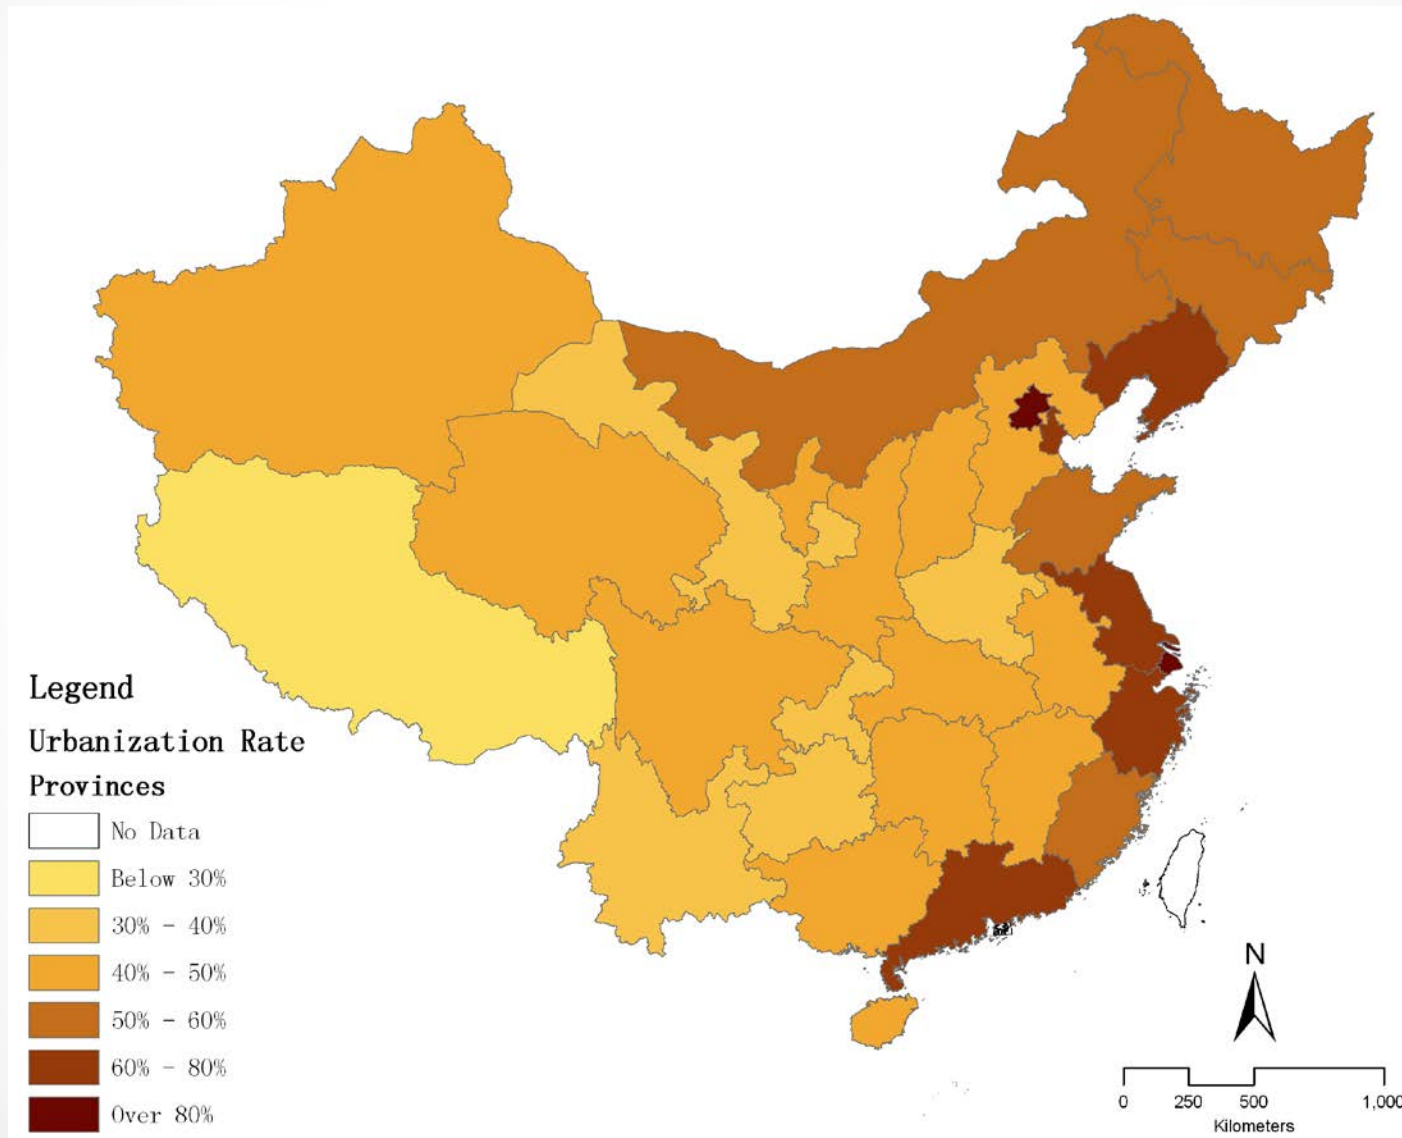 Legend
Urbanization Rate
Provinces
No Data
Below 30%
30% - 40%
40% - 50%
50% - 60%
60% - 80%
Over 80%
N
0 250 500 1,000
Kilometers